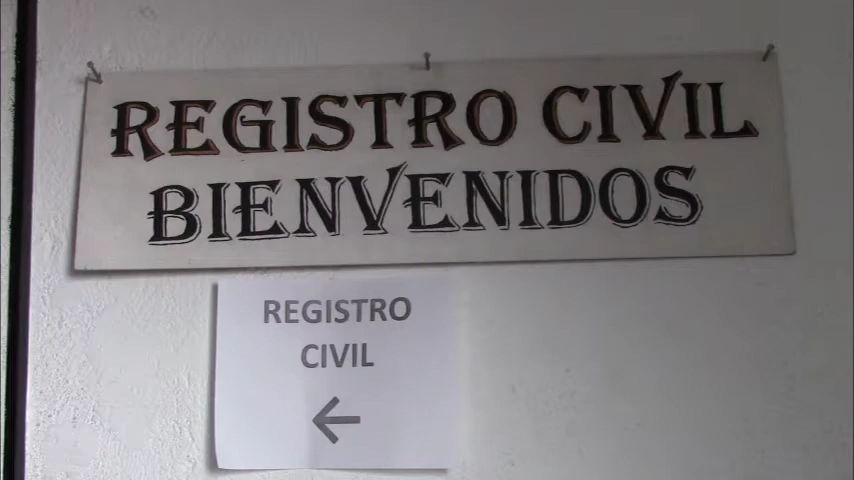 REGISTRO CIVIL
BIENVENIDOS
REGISTRO
CIVIL
←